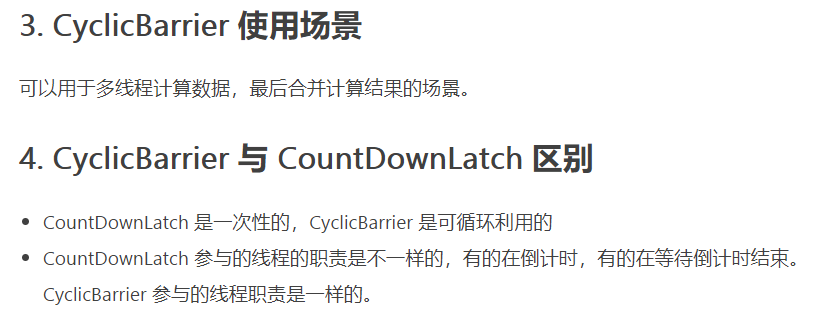 3. CyclicBarrier 使用场景
可以用于多线程计算数据，最后合并计算结果的场景。
4. CyclicBarrier 与 CountDownLatch 区别
• CountDownLatch 是一次性的，CyclicBarrier 是可循环利用的
• CountDownLatch 参与的线程的职责是不一样的，有的在倒计时，有的在等待倒计时结束。
CyclicBarrier 参与的线程职责是一样的。